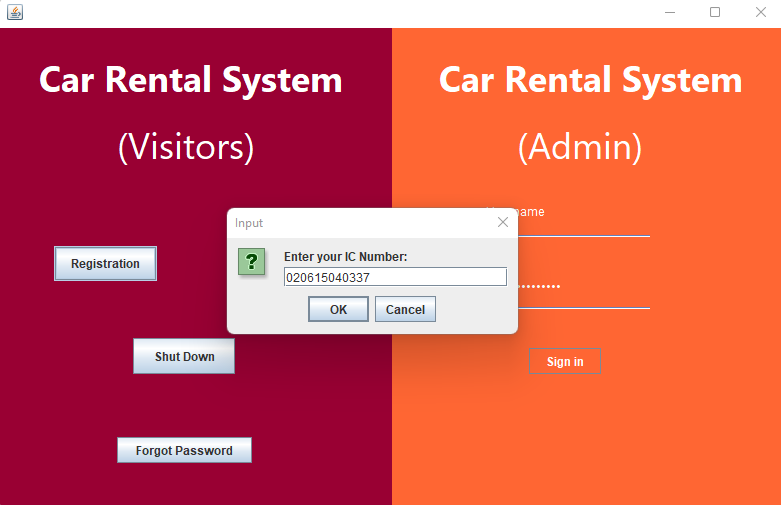 Car Rental System
(Visitors)
Registration
Shut Down
Forgot Password
Car Rental System
(Admin)
name
Sign in
Input
Enter your IC Number:
020615040337
OK
Cancel